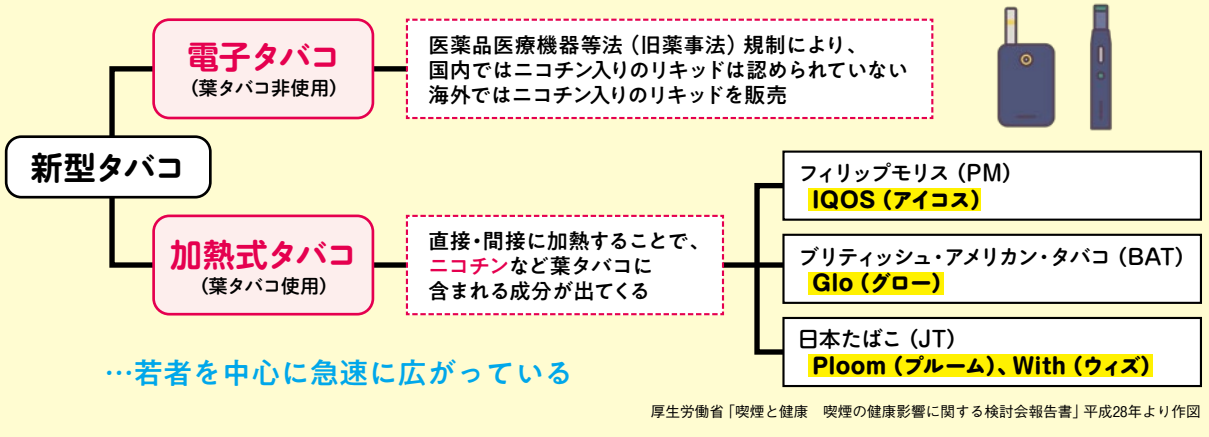 新型タバコ
電子タバコ
(葉タバコ非使用)
医薬品医療機器等法(旧薬事法)規制により、
国内ではニコチン入りのリキッドは認められていない
海外ではニコチン入りのリキッドを販売
加熱式タバコ
(葉タバコ使用)
直接・間接に加熱することで、
ニコチンなど葉タバコに
含まれる成分が出てくる
フィリップモリス(PM)
IQOS(アイコス)
ブリティッシュ・アメリカン・タバコ(BAT)
Glo(グロー)
日本たばこ(JT)
Ploom(プルーム)、With(ウィズ)
…若者を中心に急速に広がっている
厚生労働省「喫煙と健康 喫煙の健康影響に関する検討会報告書」平成28年より作図